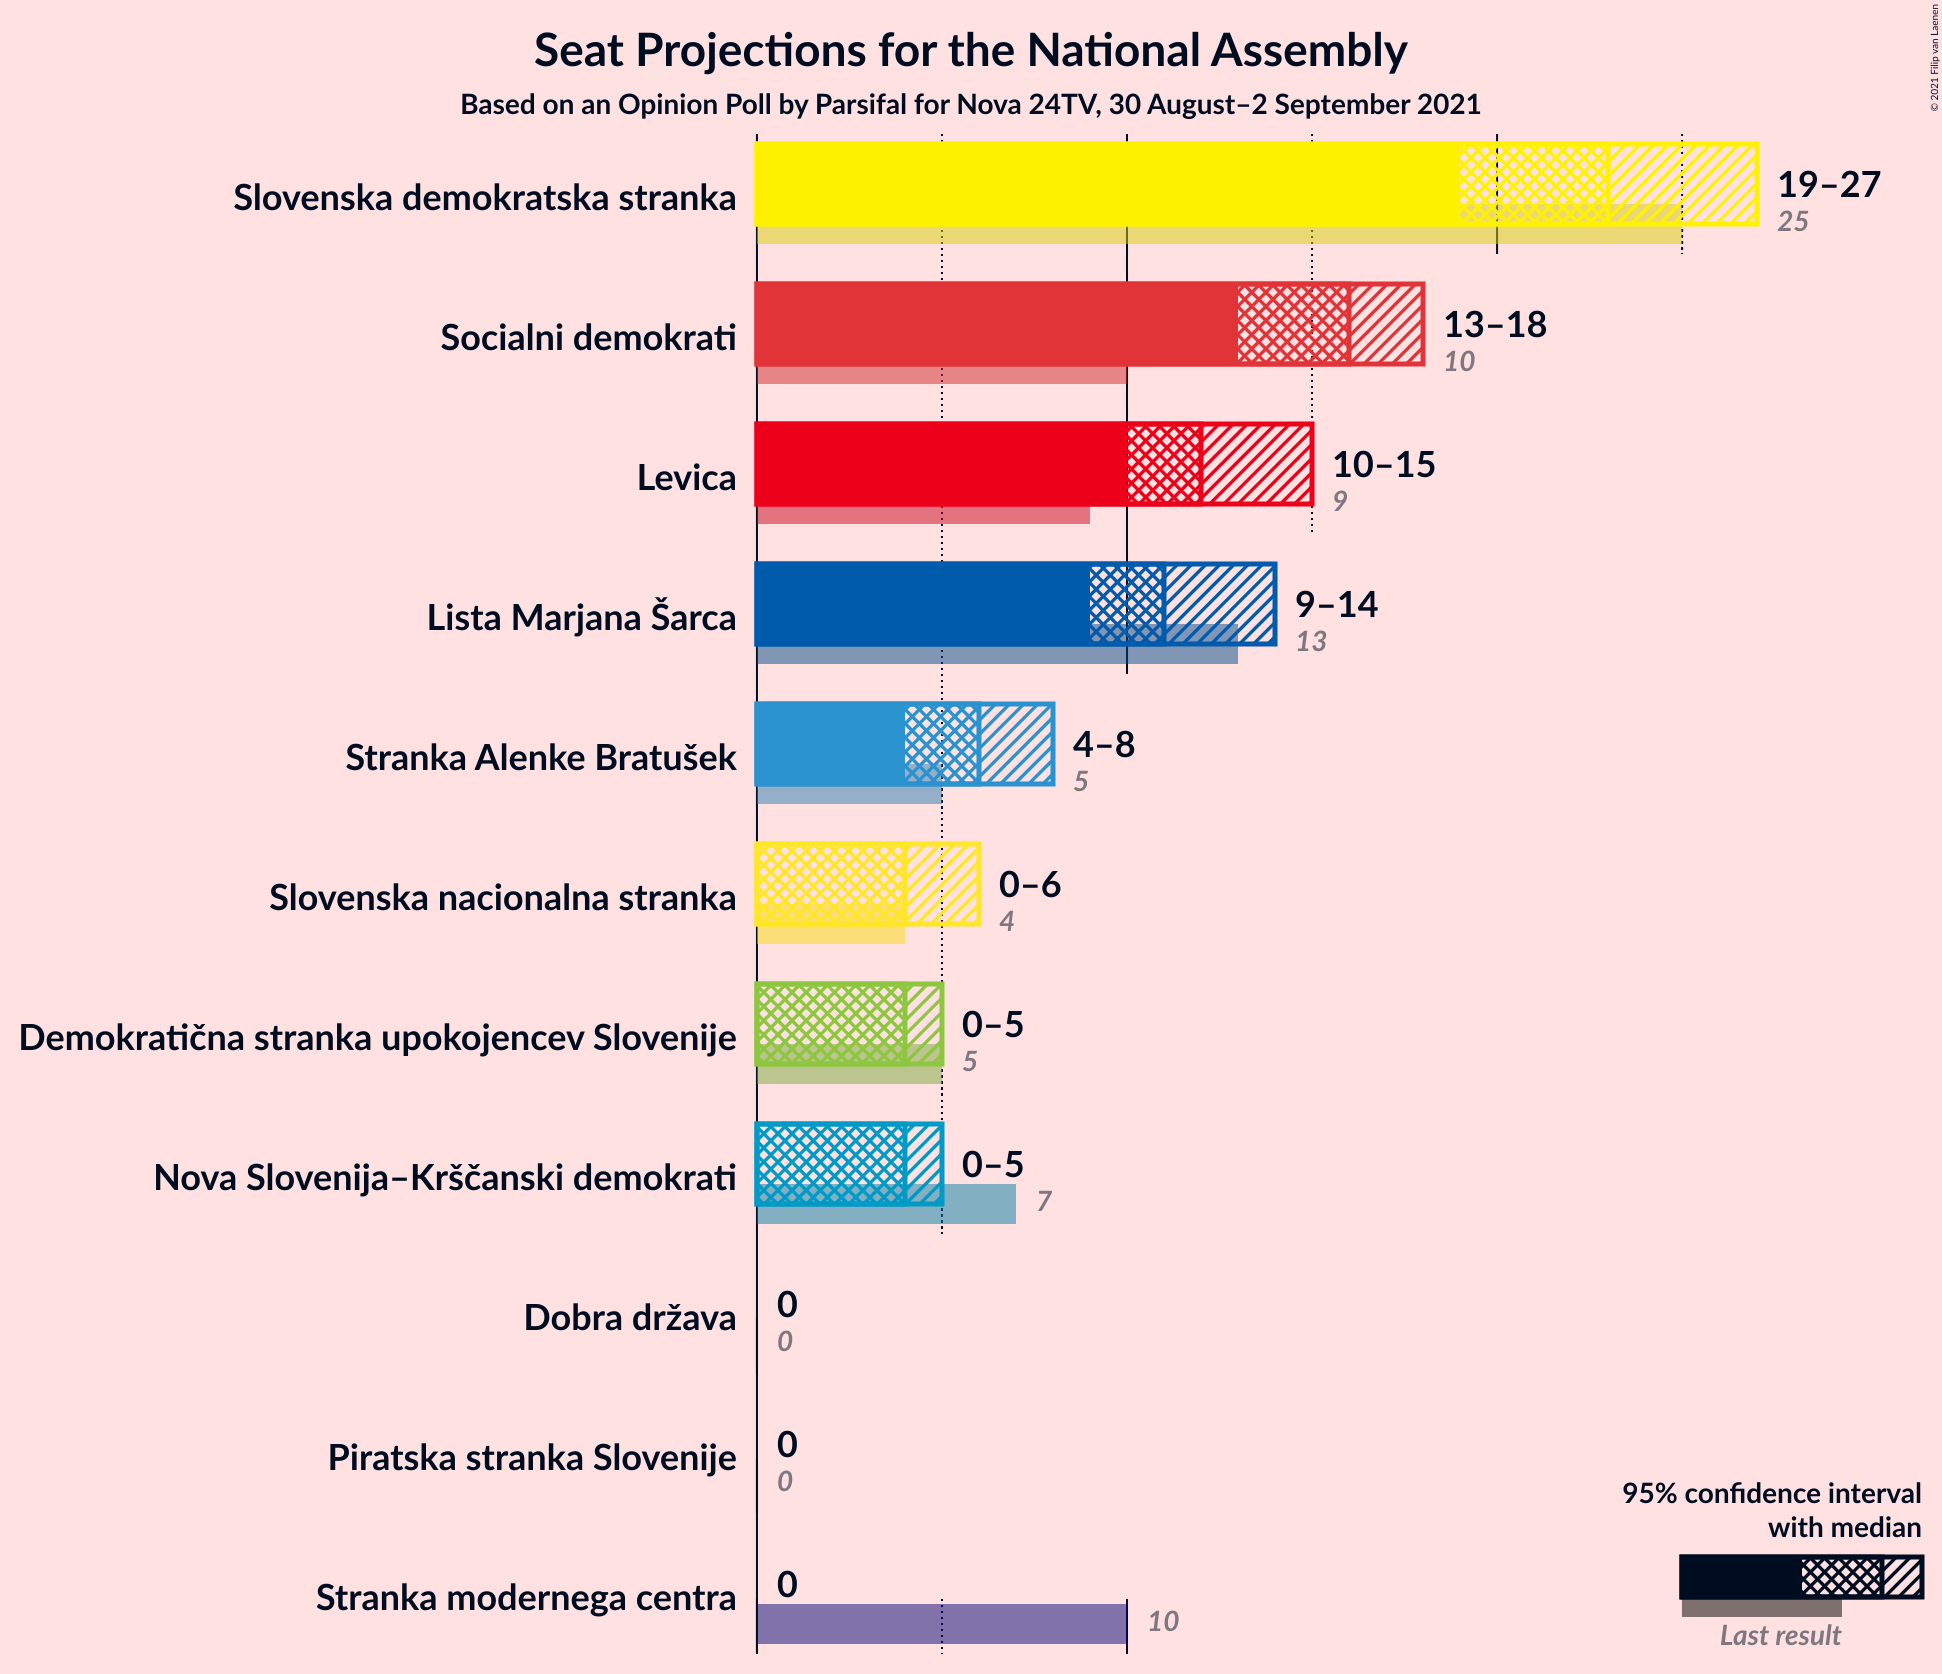 Seat Projections for the National Assembly
Based on an Opinion Poll by Parsifal for Nova 24TV, 30 August–2 September 2021
© 2021 Filip van Laenen
Slovenska demokratska stranka
19–27
25
Socialni demokrati
13–18
10
Levica
10–15
9
Lista Marjana Šarca
9–14
13
Stranka Alenke Bratušek
4–8
5
Slovenska nacionalna stranka
0–6
4
Demokratična stranka upokojencev Slovenije
0–5
5
Nova Slovenija–Krščanski demokrati
0–5
7
Dobra država
0
0
Piratska stranka Slovenije
0
0
Stranka modernega centra
0
10
95% confidence interval
with median
Last result